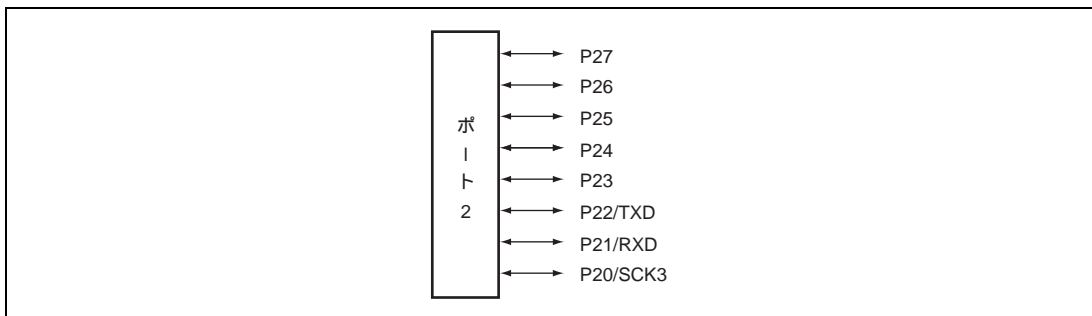 ポート2
P27
P26
P25
P24
P23
P22/TXD
P21/RXD
P20/SCK3